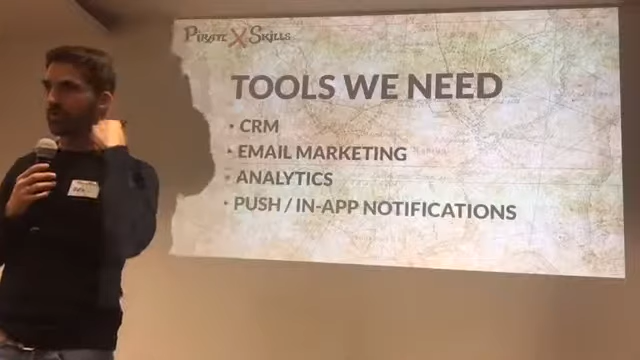 PIRATE X SKILLS
TOOLS WE NEED
• CRM
• EMAIL MARKETING
• ANALYTICS
• PUSH / IN-APP NOTIFICATIONS